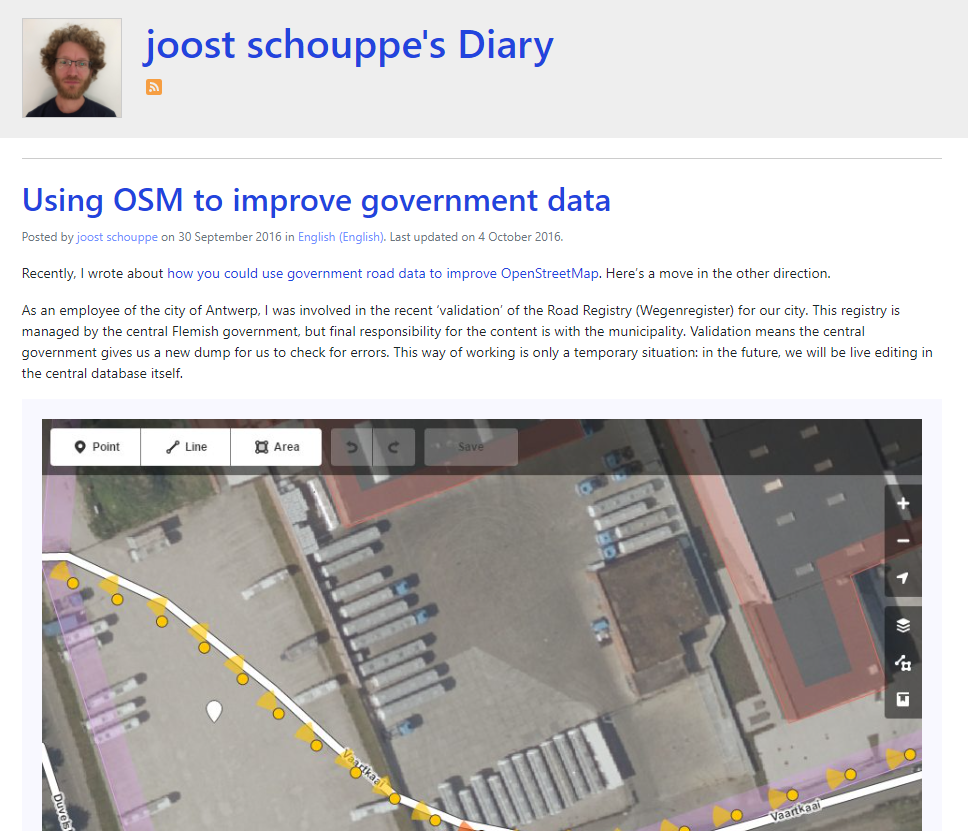 joost schouppe's Diary
Using OSM to improve government data
Posted by joost schouppe on 30 September 2016 in English (English). Last updated on 4 October 2016.
Recently, I wrote about how you could use government road data to improve OpenStreetMap. Here's a move in the other direction.
As an employee of the city of Antwerp, I was involved in the recent ‘validation’ of the Road Registry (Wegenregister) for our city. This registry is
managed by the central Flemish government, but final responsibility for the content is with the municipality. Validation means the central
government gives us a new dump for us to check for errors. This way of working is only a temporary situation: in the future, we will be live editing in
the central database itself.
Point Line Area Save
Vaartkaai
Vaartkaai